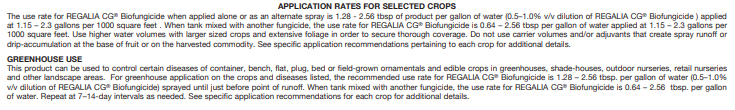 APPLICATION RATES FOR SELECTED CROPS
The use rate for REGALIA CG® Biofungicide when applied alone or as an alternate spray is 1.28 - 2.56 tbsp of product per gallon of water (0.5–1.0% v/v dilution of REGALIA CG® Biofungicide ) applied
at 1.15 – 2.3 gallons per 1000 square feet . When tank mixed with another fungicide, the use rate for REGALIA CG® Biofungicide is 0.64 – 2.56 tbsp per gallon of water applied at 1.15 – 2.3 gallons per
1000 square feet. Use higher water volumes with larger sized crops and extensive foliage in order to secure thorough coverage. Do not use carrier volumes and/or adjuvants that create spray runoff or
drip-accumulation at the base of fruit or on the harvested commodity. See specific application recommendations pertaining to each crop for additional details.
GREENHOUSE USE
This product can be used to control certain diseases of container, bench, flat, plug, bed or field-grown ornamentals and edible crops in greenhouses, shade-houses, outdoor nurseries, retail nurseries
and other landscape areas. For greenhouse application on the crops and diseases listed, the recommended use rate for REGALIA CG® Biofungicide is 1.28 – 2.56 tbsp. per gallon of water (0.5–1.0%
v/v dilution of REGALIA CG® Biofungicide) sprayed until just before point of runoff. When tank mixed with another fungicide, the use rate for REGALIA CG® Biofungicide is 0.64 - 2.56 tbsp. per gallon
of water. Repeat at 7–14-day intervals as needed. See specific application recommendations for each crop for additional details.